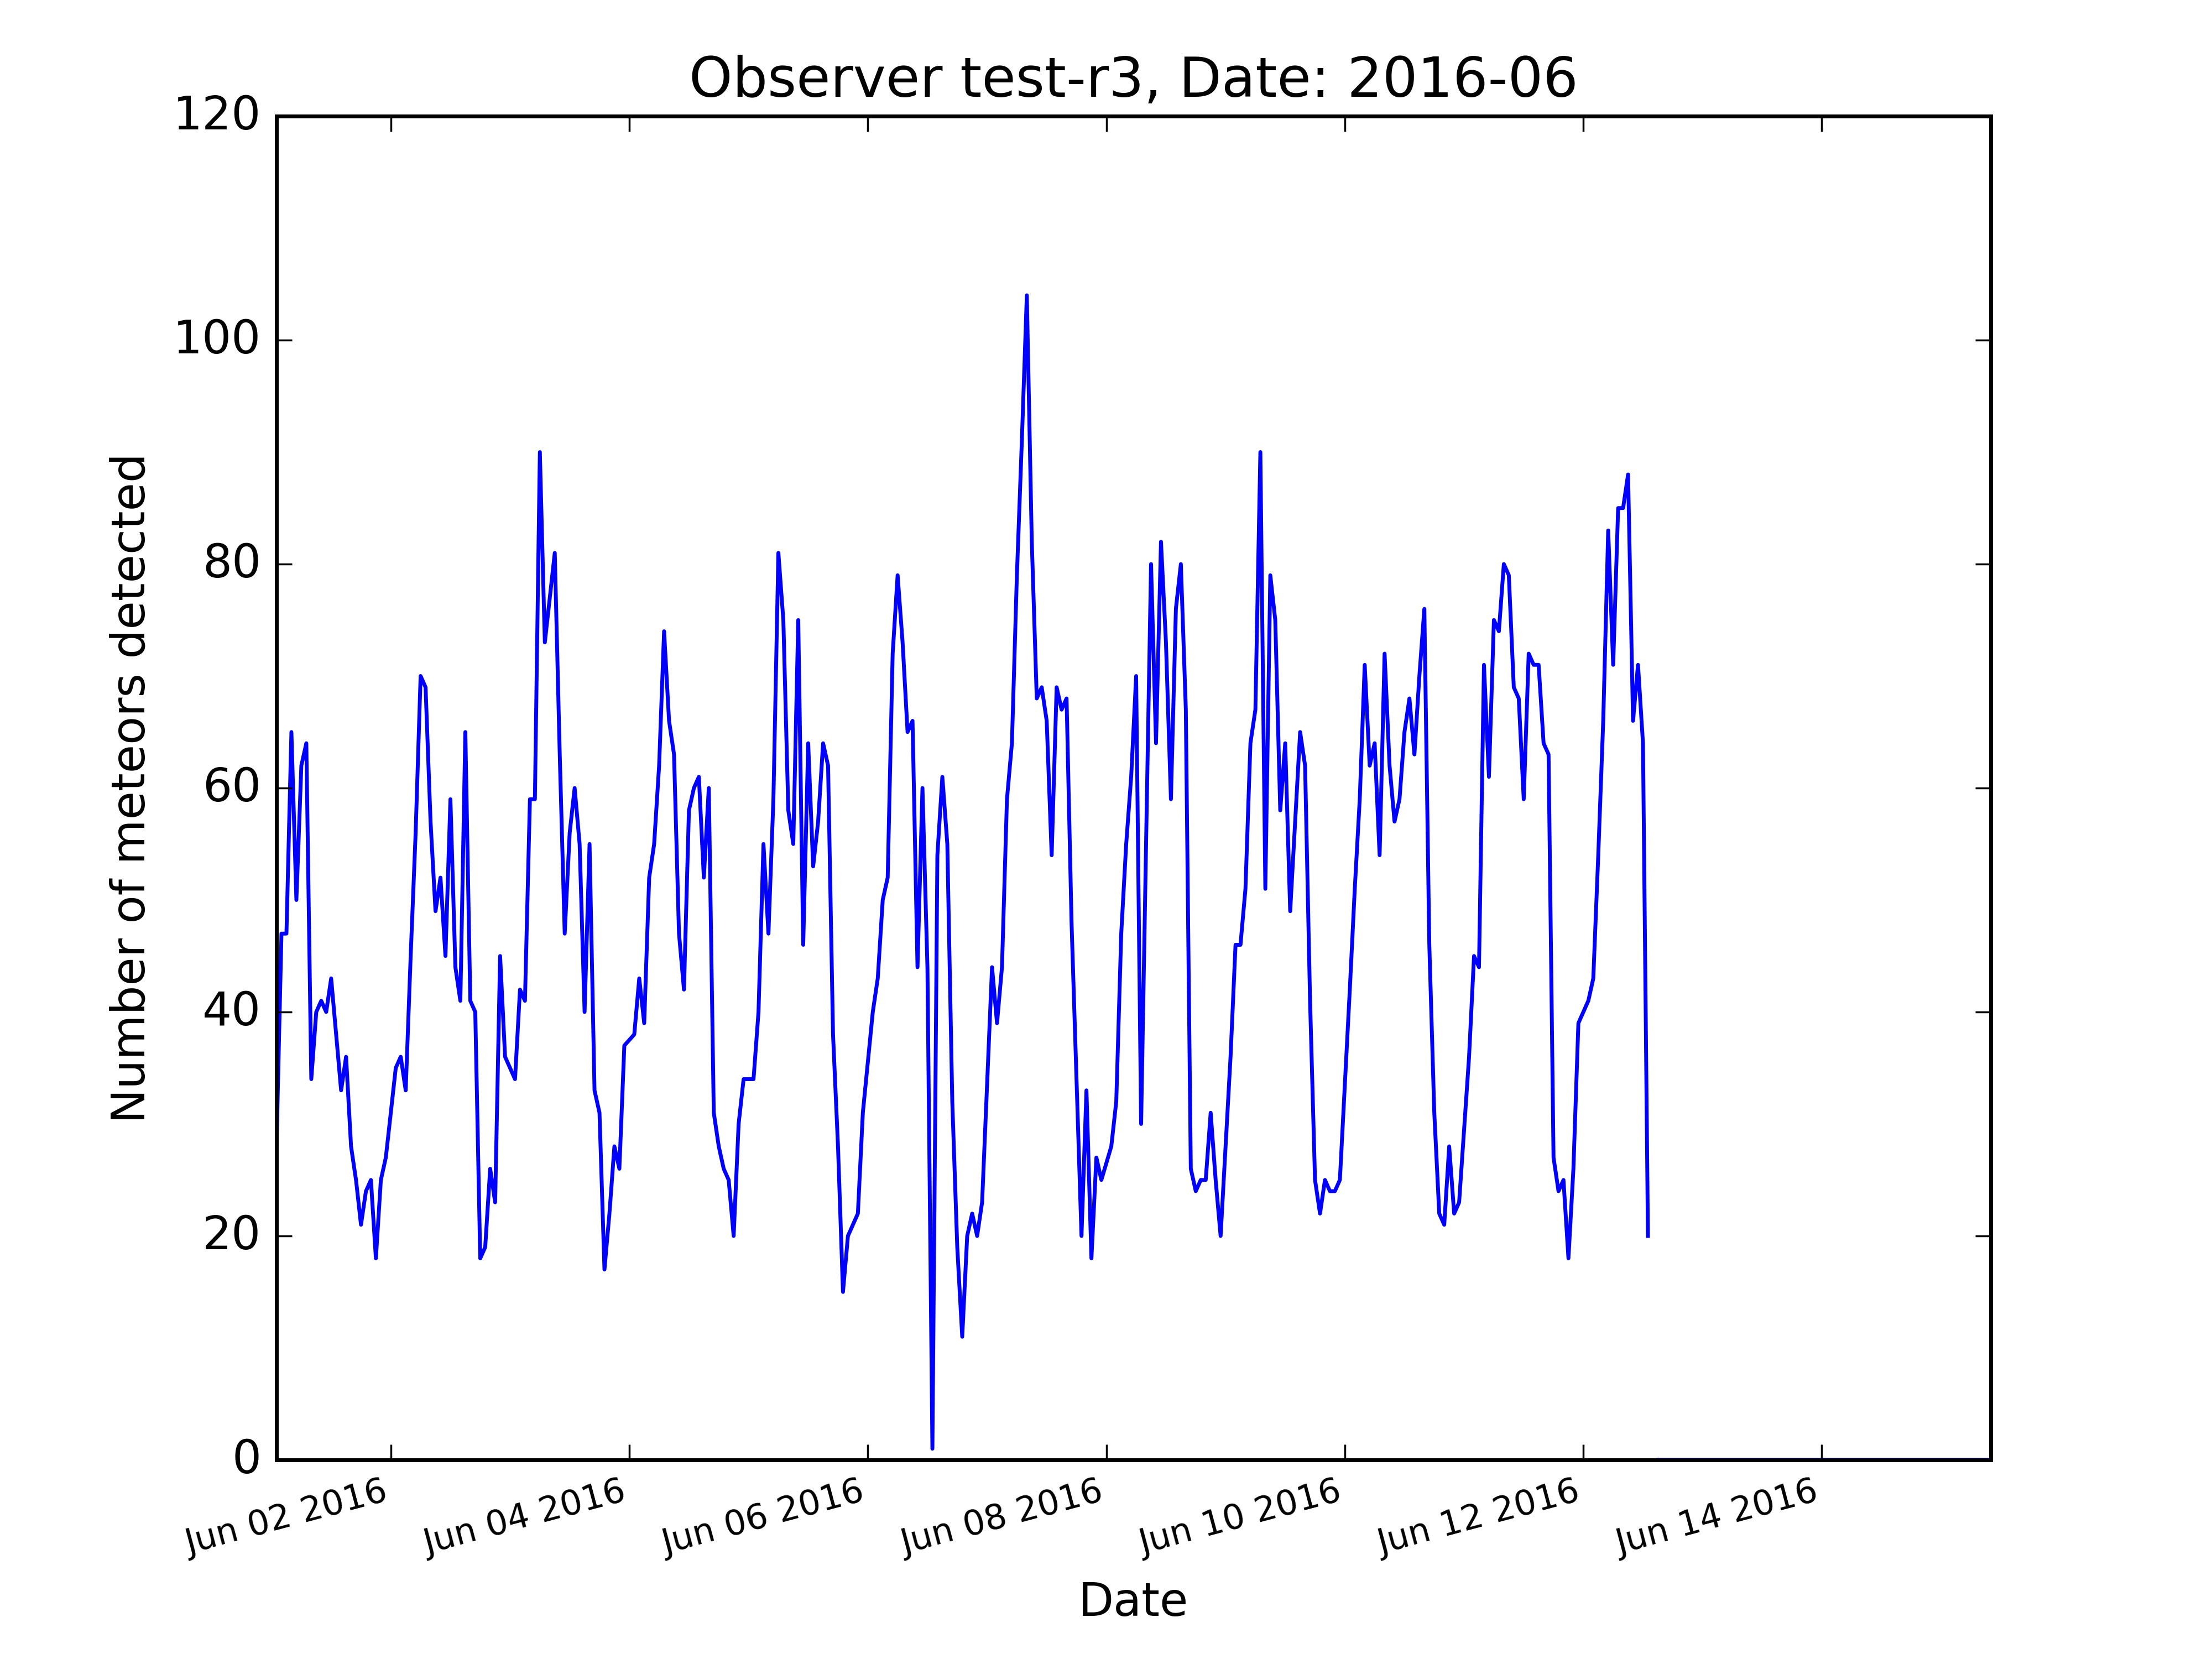 Observer test-r3, Date: 2016-06
120
100
80
60
40
20
0
Number of meteors detected
Jun 02 2016
Jun 04 2016
Jun 06 2016
Jun 08 2016
Jun 10 2016
Jun 12 2016
Jun 14 2016
Date